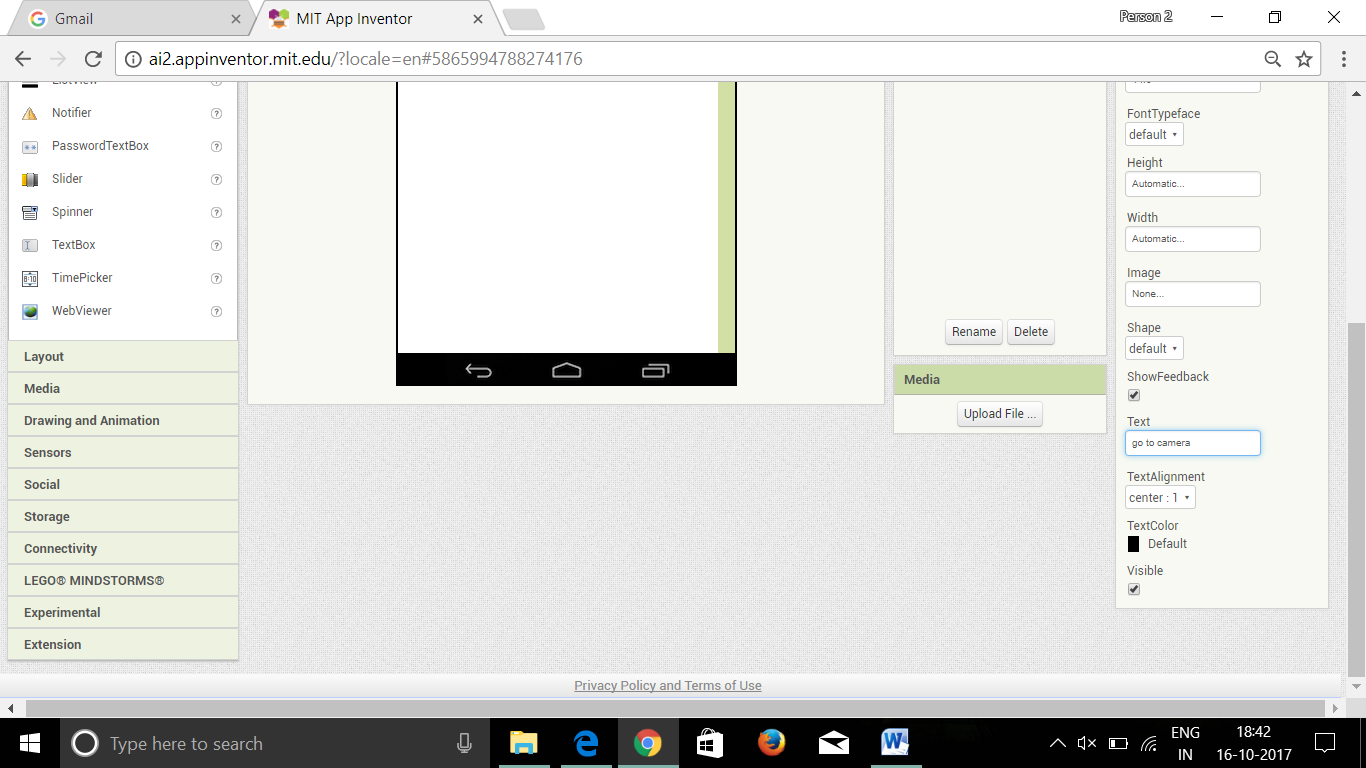 Gmail
MIT App Inventor
Person 2
ai2.appinventor.mit.edu/?locale=en#5865994788274176
ListView
Notifier
PasswordTextBox
Slider
Spinner
TextBox
TimePicker
WebViewer
Layout
Media
Drawing and Animation
Sensors
Social
Storage
Connectivity
LEGO® MINDSTORMS®
Experimental
Extension
Rename Delete
Media
Upload File ...
FontTypeface
default
Height
Automatic...
Width
Automatic...
Image
None...
Shape
default
ShowFeedback
Text
go to camera
TextAlignment
center : 1
TextColor
Default
Visible
Privacy Policy and Terms of Use
Type here to search
ENG
IN
18:42
16-10-2017